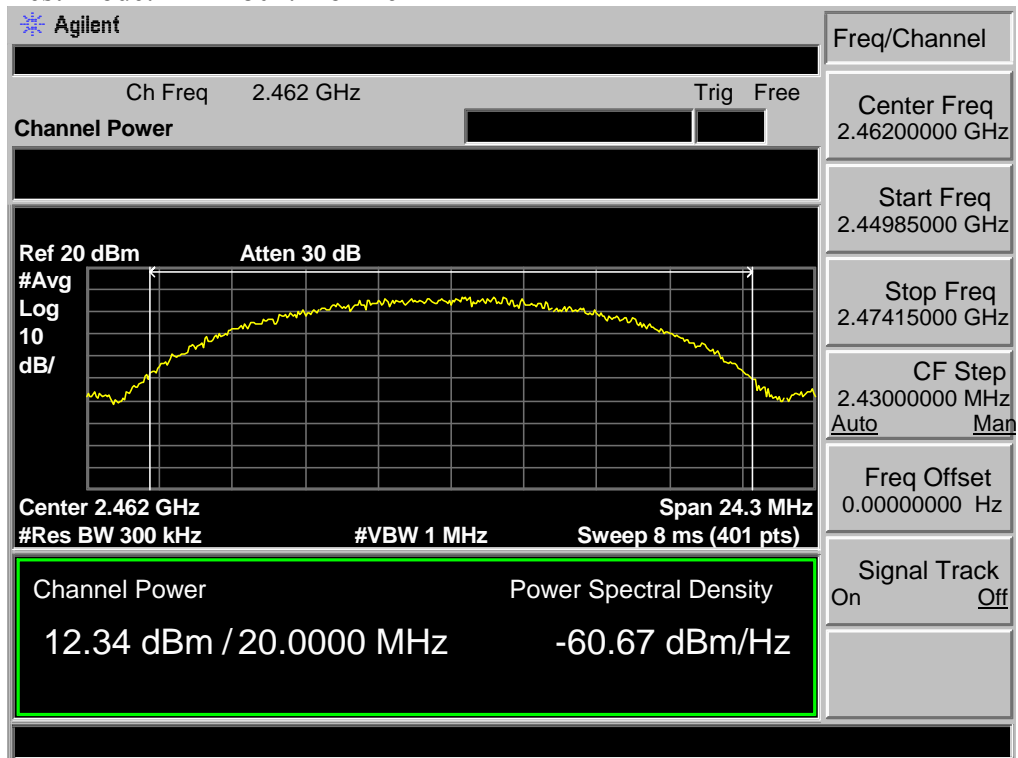 Agilent
Freq/Channel
Ch Freq 2.462 GHz Trig Free
Channel Power
Center Freq
2.46200000 GHz
Start Freq
2.44985000 GHz
Ref 20 dBm Atten 30 dB
#Avg
Log
10
dB/
Stop Freq
2.47415000 GHz
CF Step
2.43000000 MHz
Auto Man
Center 2.462 GHz Span 24.3 MHz
#Res BW 300 kHz #VBW 1 MHz Sweep 8 ms (401 pts)
Freq Offset
0.00000000 Hz
Channel Power Power Spectral Density
12.34 dBm / 20.0000 MHz -60.67 dBm/Hz
Signal Track
On Off